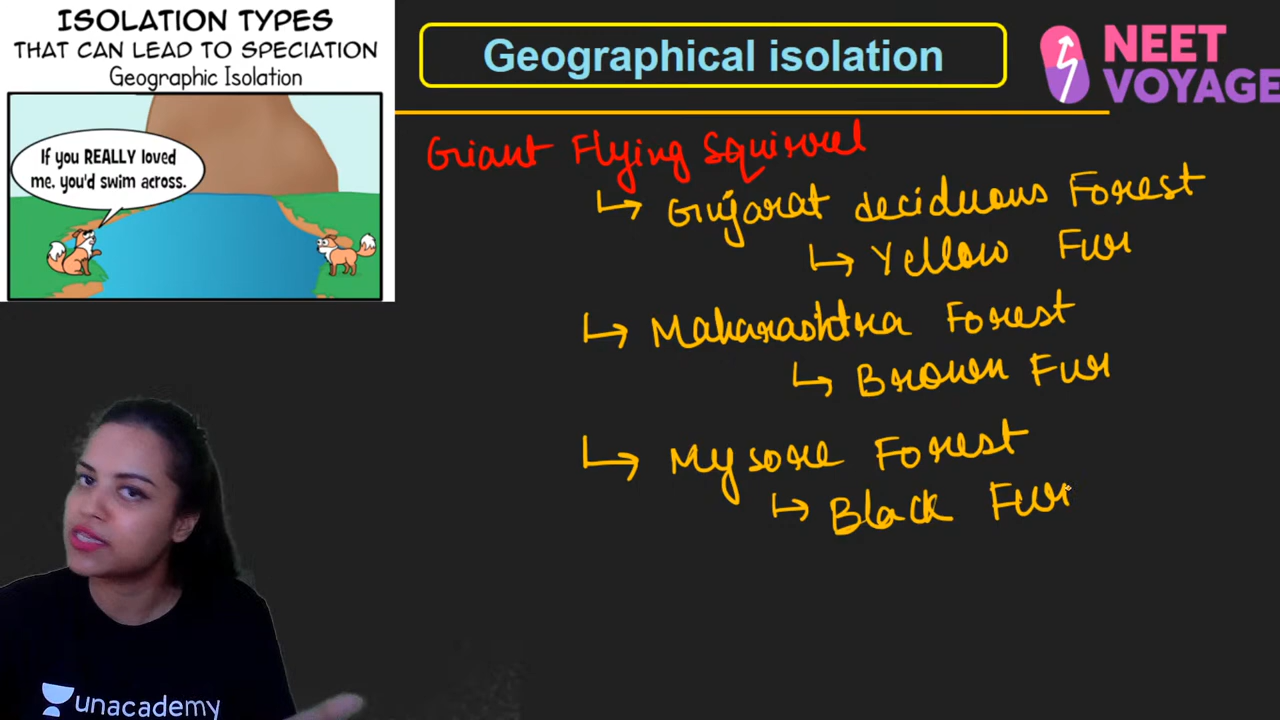 ISOLATION TYPES
THAT CAN LEAD TO SPECIATION
Geographic Isolation
If you REALLY loved
me, you'd swim across.
Geographical isolation
NEET
VOYAGE
Giant Flying Squirrel
↳ Gujarat deciduous Forest
↳ Yellow Fur
↳ Maharashtra Forest
↳ Brown Fur
↳ Mysore Forest
↳ Black Fur
unacademy